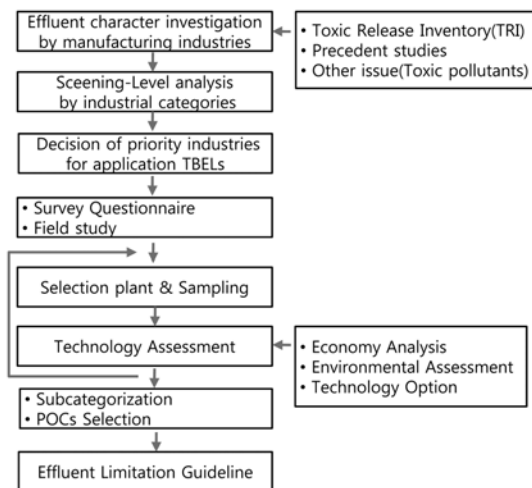 Effluent character investigation
by manufacturing industries
• Toxic Release Inventory(TRI)
• Precedent studies
• Other issue(Toxic pollutants)
Sceening-Level analysis
by industrial categories
Decision of priority industries
for application TBELs
• Survey Questionnaire
• Field study
Selection plant & Sampling
Technology Assessment
• Economy Analysis
• Environmental Assessment
• Technology Option
• Subcategorization
• POCs Selection
Effluent Limitation Guideline